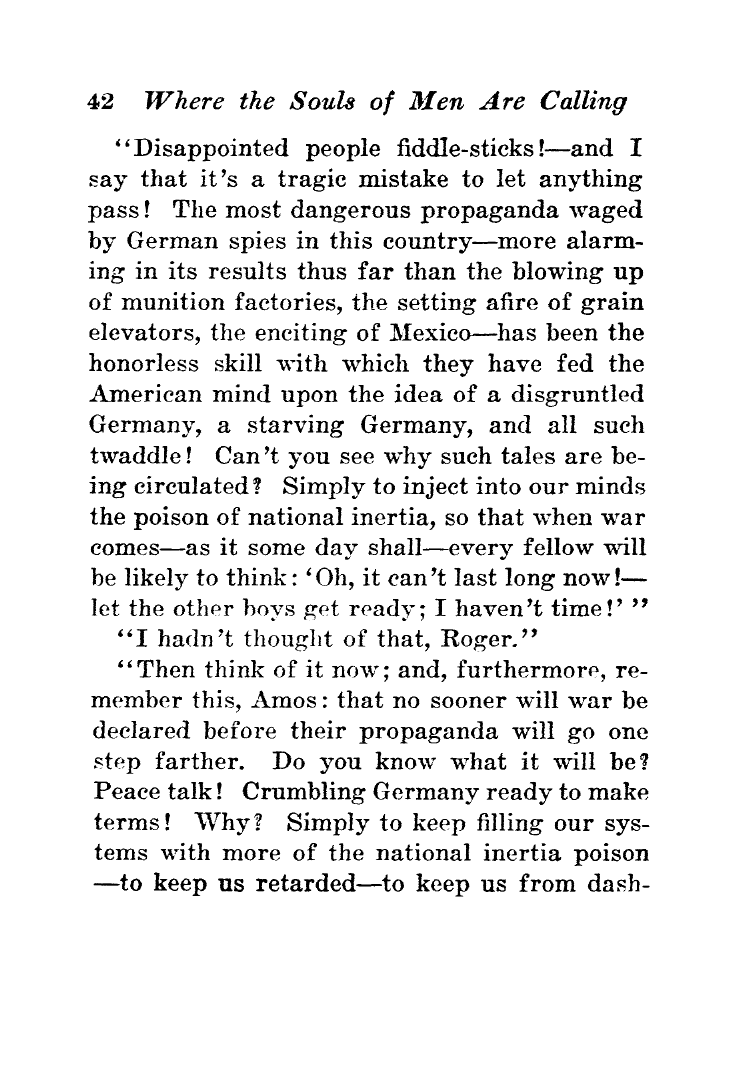 42 Where the Souls of Men Are Calling
“Disappointed people fiddle-sticks!—and I
say that it's a tragic mistake to let anything
pass! The most dangerous propaganda waged
by German spies in this country—more alarm-
ing in its results thus far than the blowing up
of munition factories, the setting afire of grain
elevators, the enciting of Mexico—has been the
honorless skill with which they have fed the
American mind upon the idea of a disgruntled
Germany, a starving Germany, and all such
twaddle! Can't you see why such tales are be-
ing circulated? Simply to inject into our minds
the poison of national inertia, so that when war
comes—as it some day shall—every fellow will
be likely to think: ‘Oh, it can't last long now!—
let the other boys get ready; I haven't time!’ ”
“I hadn't thought of that, Roger.”
“Then think of it now; and, furthermore, re-
member this, Amos: that no sooner will war be
declared before their propaganda will go one
step farther. Do you know what it will be?
Peace talk! Crumbling Germany ready to make
terms! Why? Simply to keep filling our sys-
tems with more of the national inertia poison
—to keep us retarded—to keep us from dash-